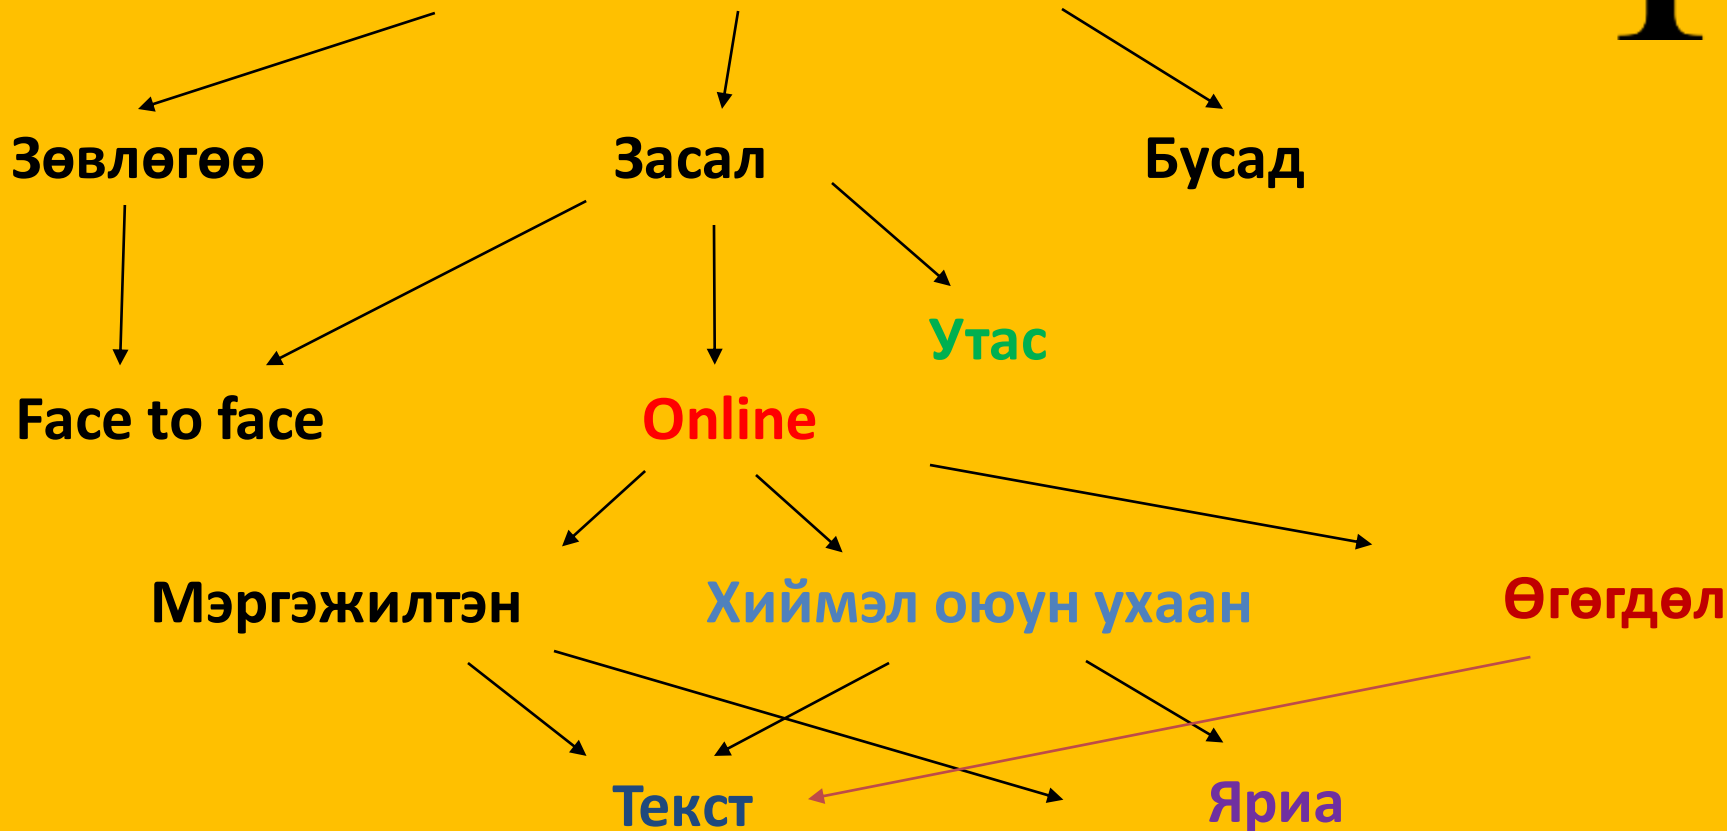 Зөвлөгөө Засал Бусад
Утас
Face to face Online
Мэргэжилтэн Хиймэл оюун ухаан Өгөгдөл
Текст Яриа